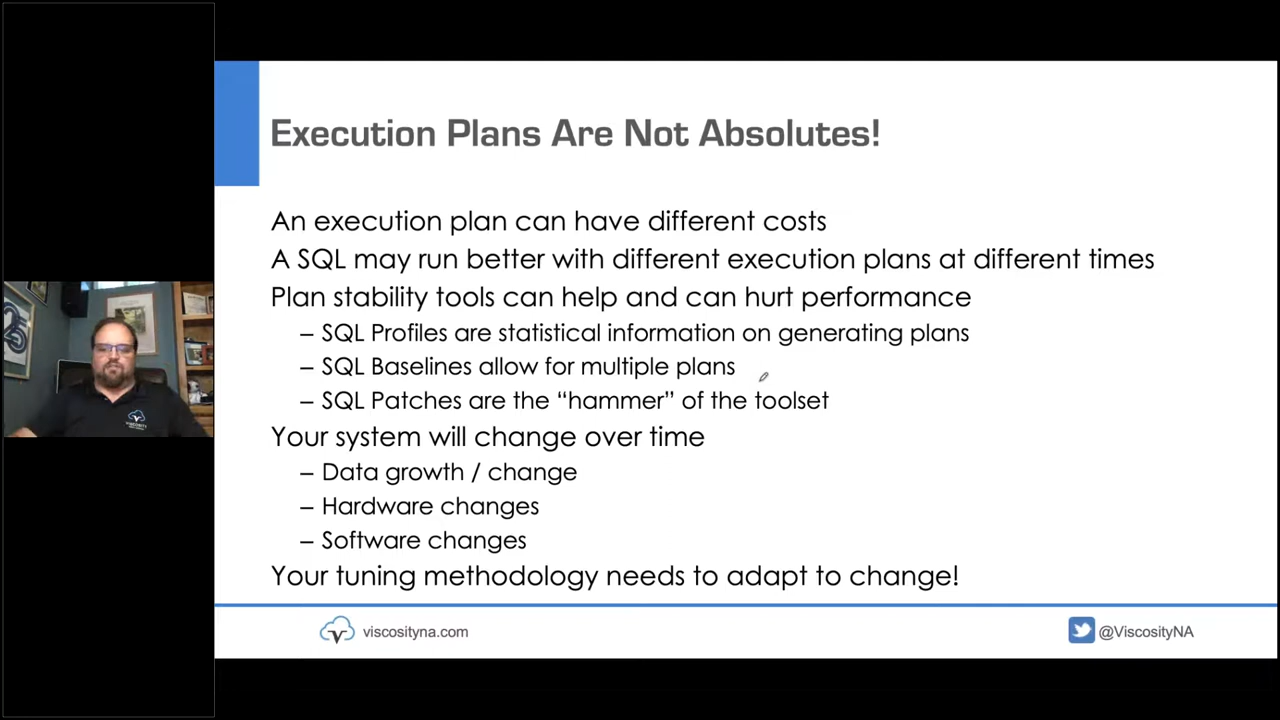 Execution Plans Are Not Absolutes!
An execution plan can have different costs
A SQL may run better with different execution plans at different times
Plan stability tools can help and can hurt performance
– SQL Profiles are statistical information on generating plans
– SQL Baselines allow for multiple plans
– SQL Patches are the “hammer” of the toolset
Your system will change over time
– Data growth / change
– Hardware changes
– Software changes
Your tuning methodology needs to adapt to change!
viscosityna.com
@ViscosityNA
VISCOSITY